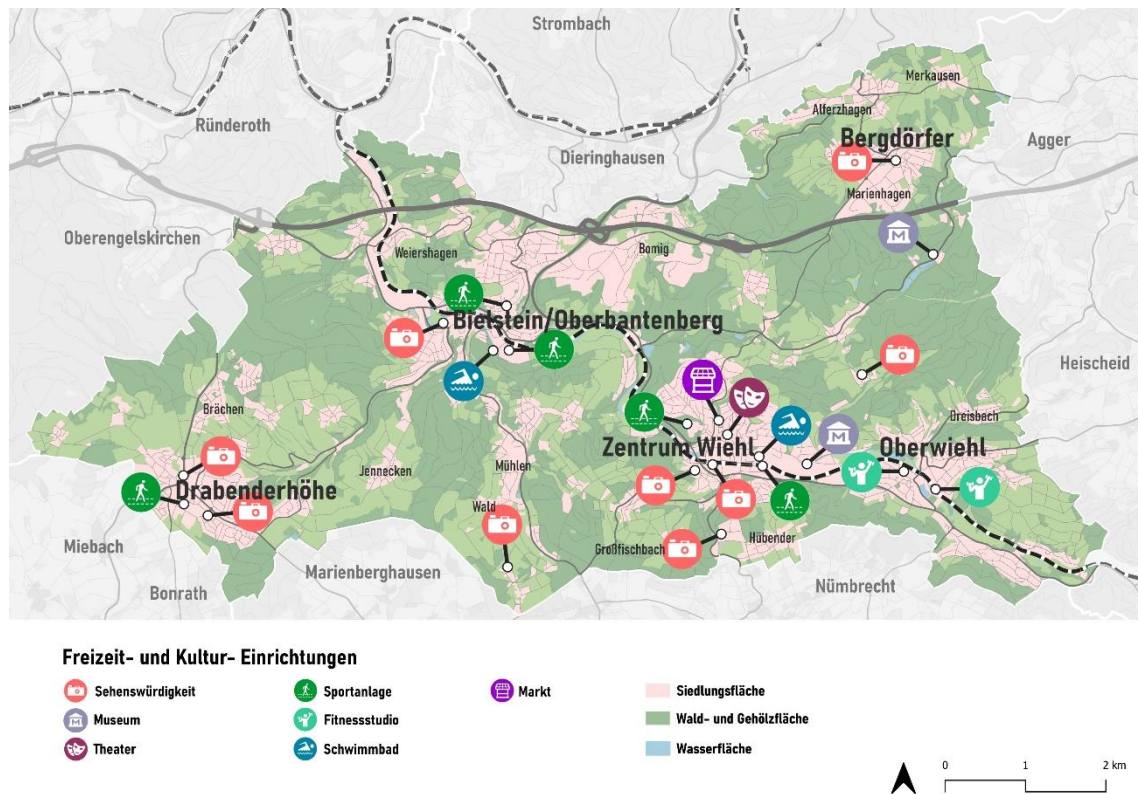 Strombach
Merkausen
Alferzhagen
Ründeroth
Bergdörfer
Agger
Dieringhausen
Marienhagen
Oberengelskirchen
Weiershagen
Bomig
Bielstein/Oberbantenberg
Heischeid
Brächen
Dreisbach
Zentrum Wiehl
Oberwiehl
Jennecken
Mühlen
Drabenderhöhe
Wald
Hübender
Großfischbach
Miebach
Marienberghausen
Nümbrecht
Bonrath
Freizeit- und Kultur- Einrichtungen
Sehenswürdigkeit
Sportanlage
Markt
Siedlungsfläche
Museum
Fitnessstudio
Wald- und Gehölzfläche
Theater
Schwimmbad
Wasserfläche
0 1 2 km